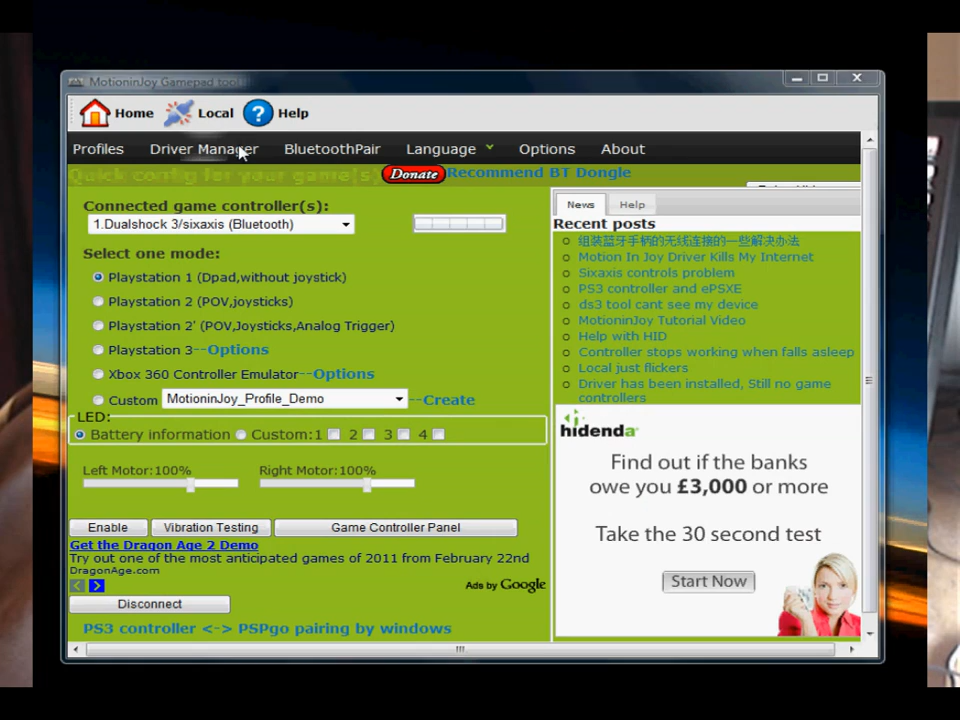 MotioninJoy Gamepad tool
Home Local ? Help
Profiles Driver Manager BluetoothPair Language Options About
Quick config for your game(s) Donate Recommend BT Dongle
Connected game controller(s):
1.Dualshock 3/sixaxis (Bluetooth)
Select one mode:
Playstation 1 (Dpad,without joystick)
Playstation 2 (POV,joysticks)
Playstation 2' (POV,Joysticks,Analog Trigger)
Playstation 3--Options
Xbox 360 Controller Emulator--Options
Custom MotioninJoy_Profile_Demo --Create
LED:
Battery information Custom:1 2 3 4
Left Motor:100% Right Motor:100%
Enable Vibration Testing Game Controller Panel
Get the Dragon Age 2 Demo
Try out one of the most anticipated games of 2011 from February 22nd
DragonAge.com
Ads by Google
Disconnect
PS3 controller <-> PSPgo pairing by windows
News Help
Recent posts
组装蓝牙手柄的无线连接的一些解决办法
Motion In Joy Driver Kills My Internet
Sixaxis controls problem
PS3 controller and ePSXE
ds3 tool cant see my device
MotioninJoy Tutorial Video
Help with HID
Controller stops working when falls asleep
Local just flickers
Driver has been installed, Still no game
controllers
hidenda
Find out if the banks
owe you £3,000 or more
Take the 30 second test
Start Now